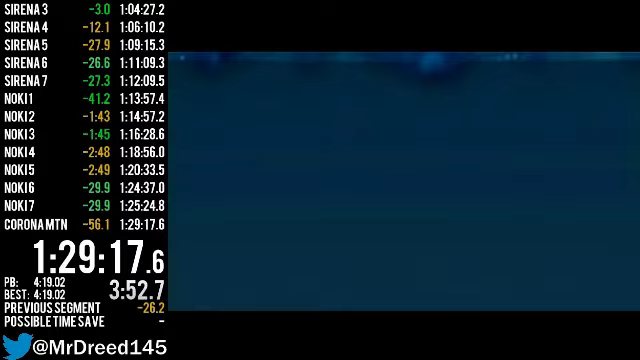 SIRENA 3 -3.0 1:04:27.2
SIRENA 4 -12.1 1:06:10.2
SIRENA 5 -27.9 1:09:15.3
SIRENA 6 -26.6 1:11:09.3
SIRENA 7 -27.3 1:12:09.5
NOKI 1 -41.2 1:13:57.4
NOKI 2 -1:43 1:14:57.2
NOKI 3 -1:45 1:16:28.6
NOKI 4 -2:48 1:18:56.0
NOKI 5 -2:49 1:20:33.5
NOKI 6 -29.9 1:24:37.0
NOKI 7 -29.9 1:25:24.8
CORONA MTN -56.1 1:29:17.6
1:29:17.6
PB: 4:19.02
BEST: 4:19.02 3:52.7
PREVIOUS SEGMENT -26.2
POSSIBLE TIME SAVE -
@MrDreed145